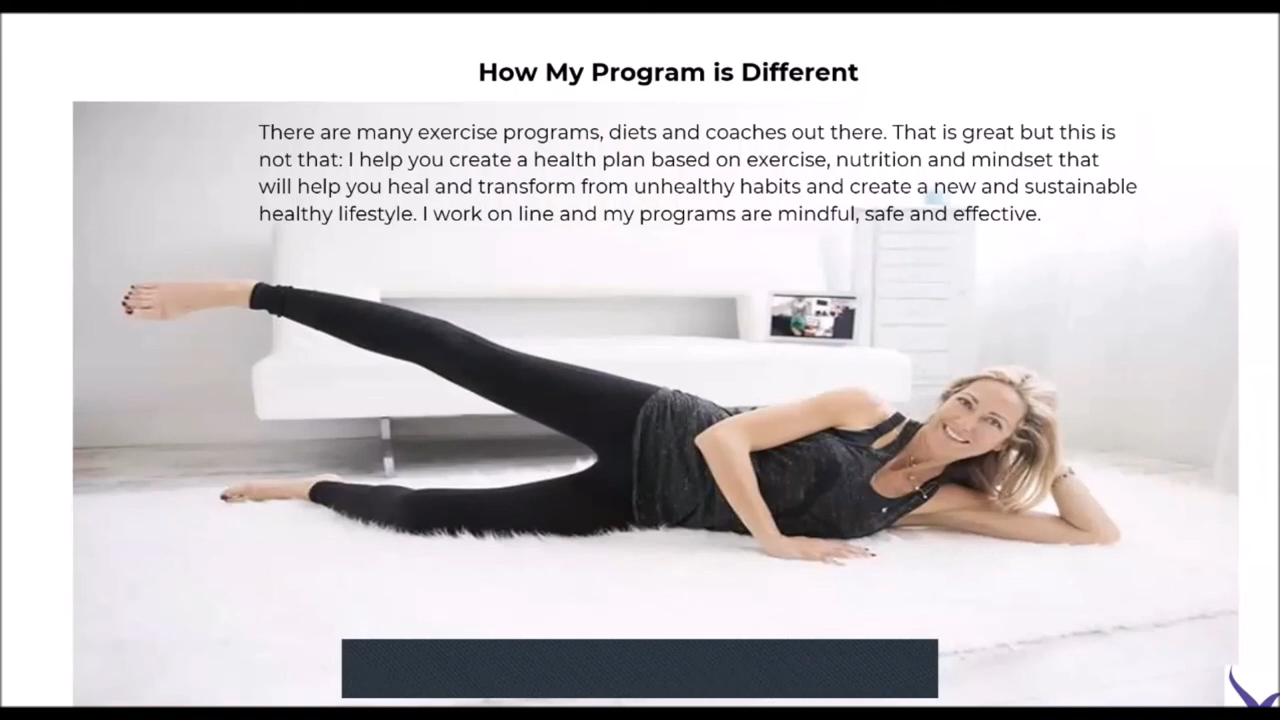 How My Program is Different
There are many exercise programs, diets and coaches out there. That is great but this is
not that: I help you create a health plan based on exercise, nutrition and mindset that
will help you heal and transform from unhealthy habits and create a new and sustainable
healthy lifestyle. I work on line and my programs are mindful, safe and effective.